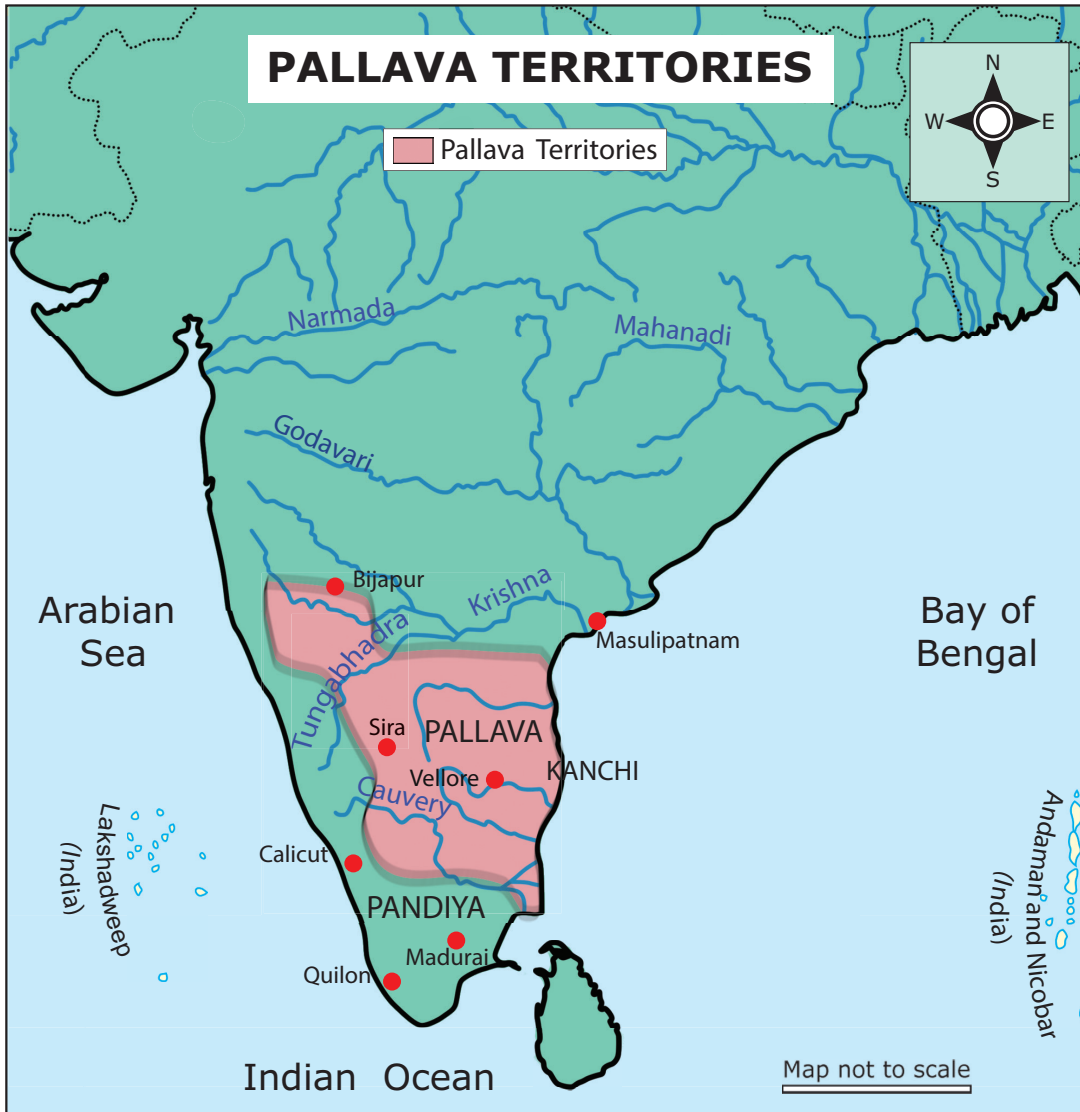 PALLAVA TERRITORIES
Pallava Territories
N
W
E
S
Narmada
Mahanadi
Godavari
Bijapur
Krishna
Arabian
Sea
Bay of
Bengal
Masulipatnam
Tungabhadra
Sira
PALLAVA
Vellore
KANCHI
Cauvery
Lakshadweep
(India)
Andaman and Nicobar
(India)
Calicut
PANDIYA
Madurai
Quilon
Indian Ocean
Map not to scale